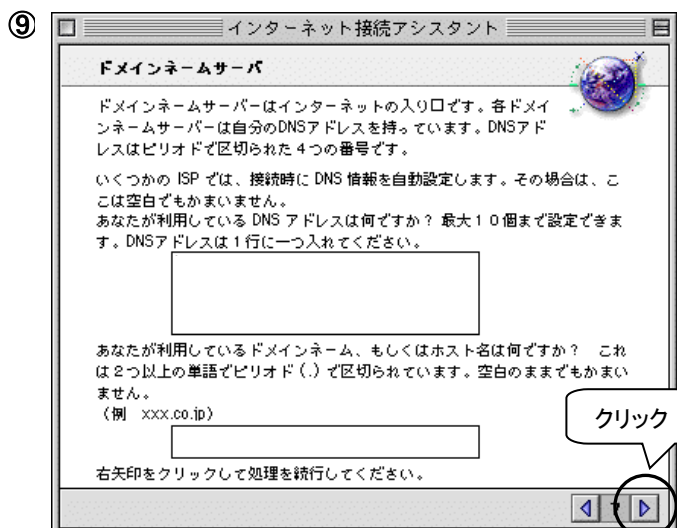 ⑨
インターネット接続アシスタント
ドメインネームサーバ
ドメインネームサーバーはインターネットの入り口です。各ドメイ
ンネームサーバーは自分のDNSアドレスを持っています。DNSアド
レスはピリオドで区切られた４つの番号です。
いくつかの ISP では、接続時に DNS 情報を自動設定します。その場合は、こ
こは空白でもかまいません。
あなたが利用している DNS アドレスは何ですか？ 最大１０個まで設定できま
す。DNSアドレスは１行に一つ入れてください。
あなたが利用しているドメインネーム、もしくはホスト名は何ですか？　これ
は２つ以上の単語でピリオド（.）で区切られています。空白のままでもかまい
ません。
（例　xxx.co.jp）
クリック
右矢印をクリックして処理を続行してください。